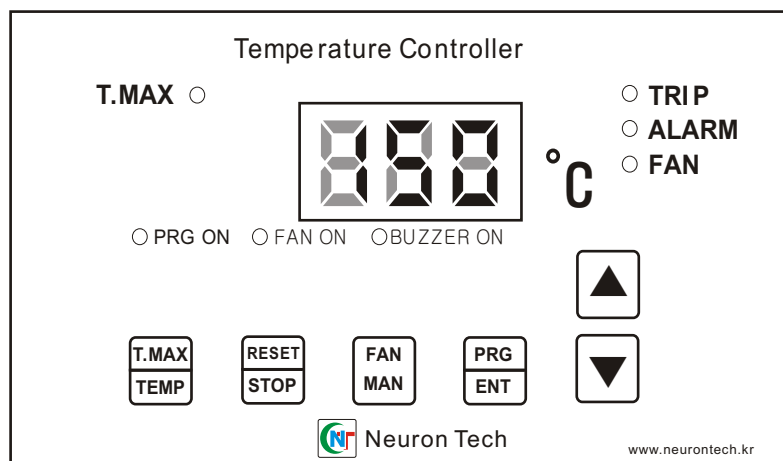 Temperature Controller
T.MAX
TRIP
ALARM
FAN
150 °C
PRG ON FAN ON BUZZER ON
T.MAX
TEMP
RESET
STOP
FAN
MAN
PRG
ENT
Neuron Tech
www.neurontech.kr